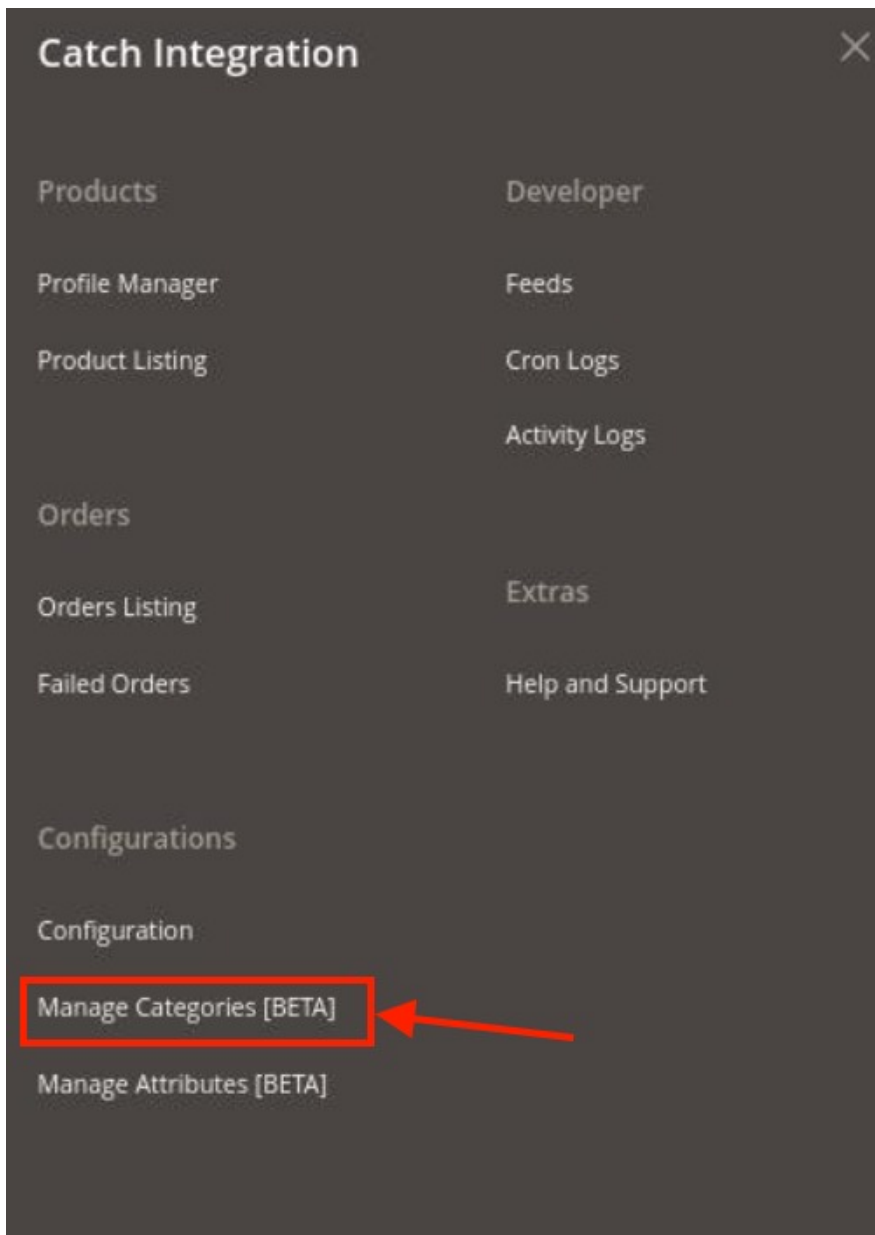 Catch Integration
Products
Profile Manager
Product Listing
Orders
Orders Listing
Failed Orders
Configurations
Configuration
Manage Categories [BETA]
Manage Attributes [BETA]
Developer
Feeds
Cron Logs
Activity Logs
Extras
Help and Support